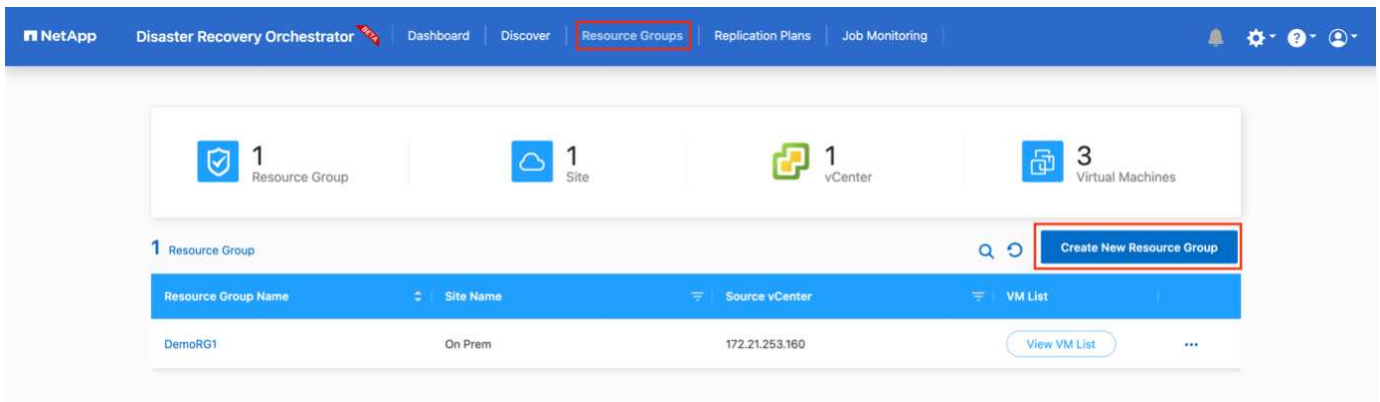 NetApp Disaster Recovery Orchestrator BETA Dashboard Discover Resource Groups Replication Plans Job Monitoring
1 1 1 3
Resource Group Site vCenter Virtual Machines
1 Resource Group Create New Resource Group
Resource Group Name Site Name Source vCenter VM List
DemoRG1 On Prem 172.21.253.160 View VM List